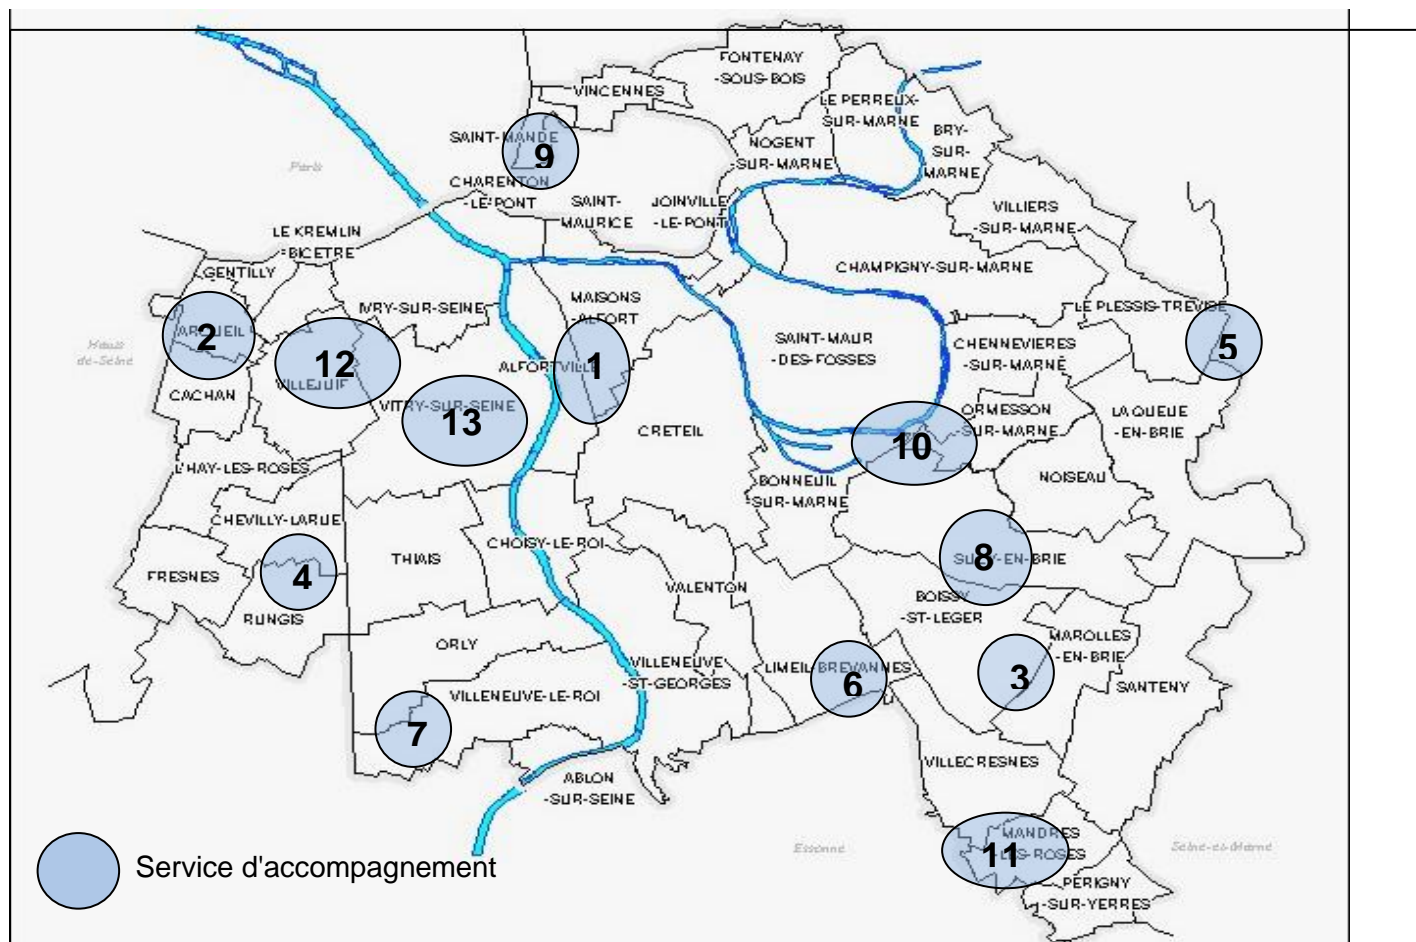 FONTENAY
-SOUS-BOIS
VINCENNES
LE PERREUX-
SUR-MARNE
BRY-
SUR-
MARNE
NOGENT
-SUR-MARNE
SAINT-MANDE
9
Paris
CHARENTON
-LE-PONT
SAINT-
MAURICE
JOINVILLE
-LE-PONT
VILLIERS
-SUR-MARNE
LE KREMLIN
-BICETRE
GENTILLY
CHAMPIGNY-SUR-MARNE
IVRY-SUR-SEINE
MAISONS
-ALFORT
LE PLESSIS-TREVISE
ARCUEIL
2
Hauts
de-Seine
SAINT-MAUR
-DES-FOSSES
CHENNEVIERES
-SUR-MARNE
5
12
VILLEJUIF
ALFORTVILLE
1
CACHAN
VITRY-SUR-SEINE
13
CRETEIL
ORMESSON
-SUR-MARNE
LA QUEUE
-EN-BRIE
10
L'HAY-LES-ROSES
BONNEUIL
-SUR-MARNE
NOISEAU
CHEVILLY-LARUE
THIAIS
CHOISY-LE-ROI
SUCY-EN-BRIE
8
FRESNES
4
VALENTON
BOISSY
-ST-LEGER
RUNGIS
ORLY
MAROLLES
-EN-BRIE
VILLENEUVE
-ST-GEORGES
LIMEIL-BREVANNES
6
3
SANTENY
VILLENEUVE-LE-ROI
7
VILLECRESNES
ABLON
-SUR-SEINE
MANDRES
-LES-ROSES
11
Essonne
Seine-et-Marne
Service d'accompagnement
PERIGNY
-SUR-YERRES